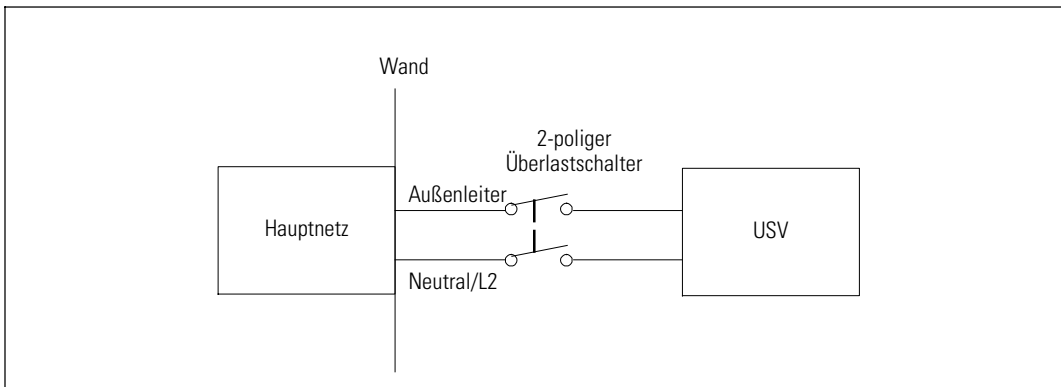 Wand
2-poliger
Überlastschalter
Außenleiter
Hauptnetz
USV
Neutral/L2